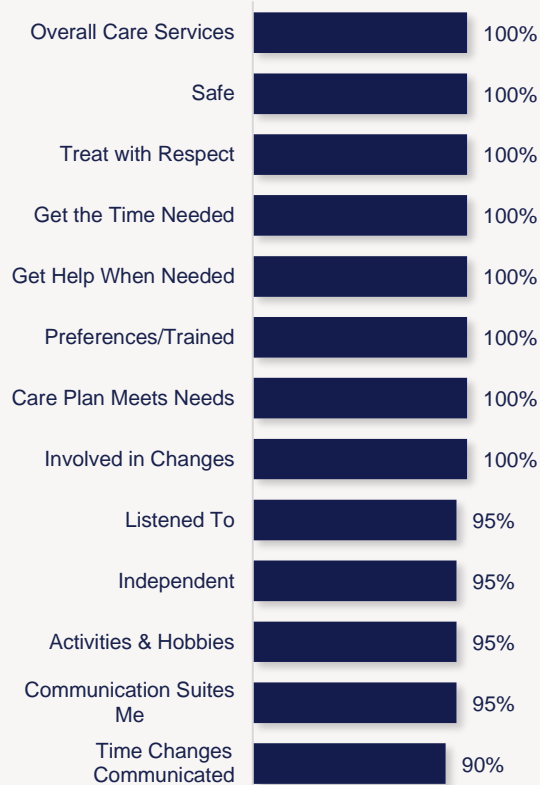 Overall Care Services 100%
Safe 100%
Treat with Respect 100%
Get the Time Needed 100%
Get Help When Needed 100%
Preferences/Trained 100%
Care Plan Meets Needs 100%
Involved in Changes 100%
Listened To 95%
Independent 95%
Activities & Hobbies 95%
Communication Suites
Me 95%
Time Changes
Communicated 90%